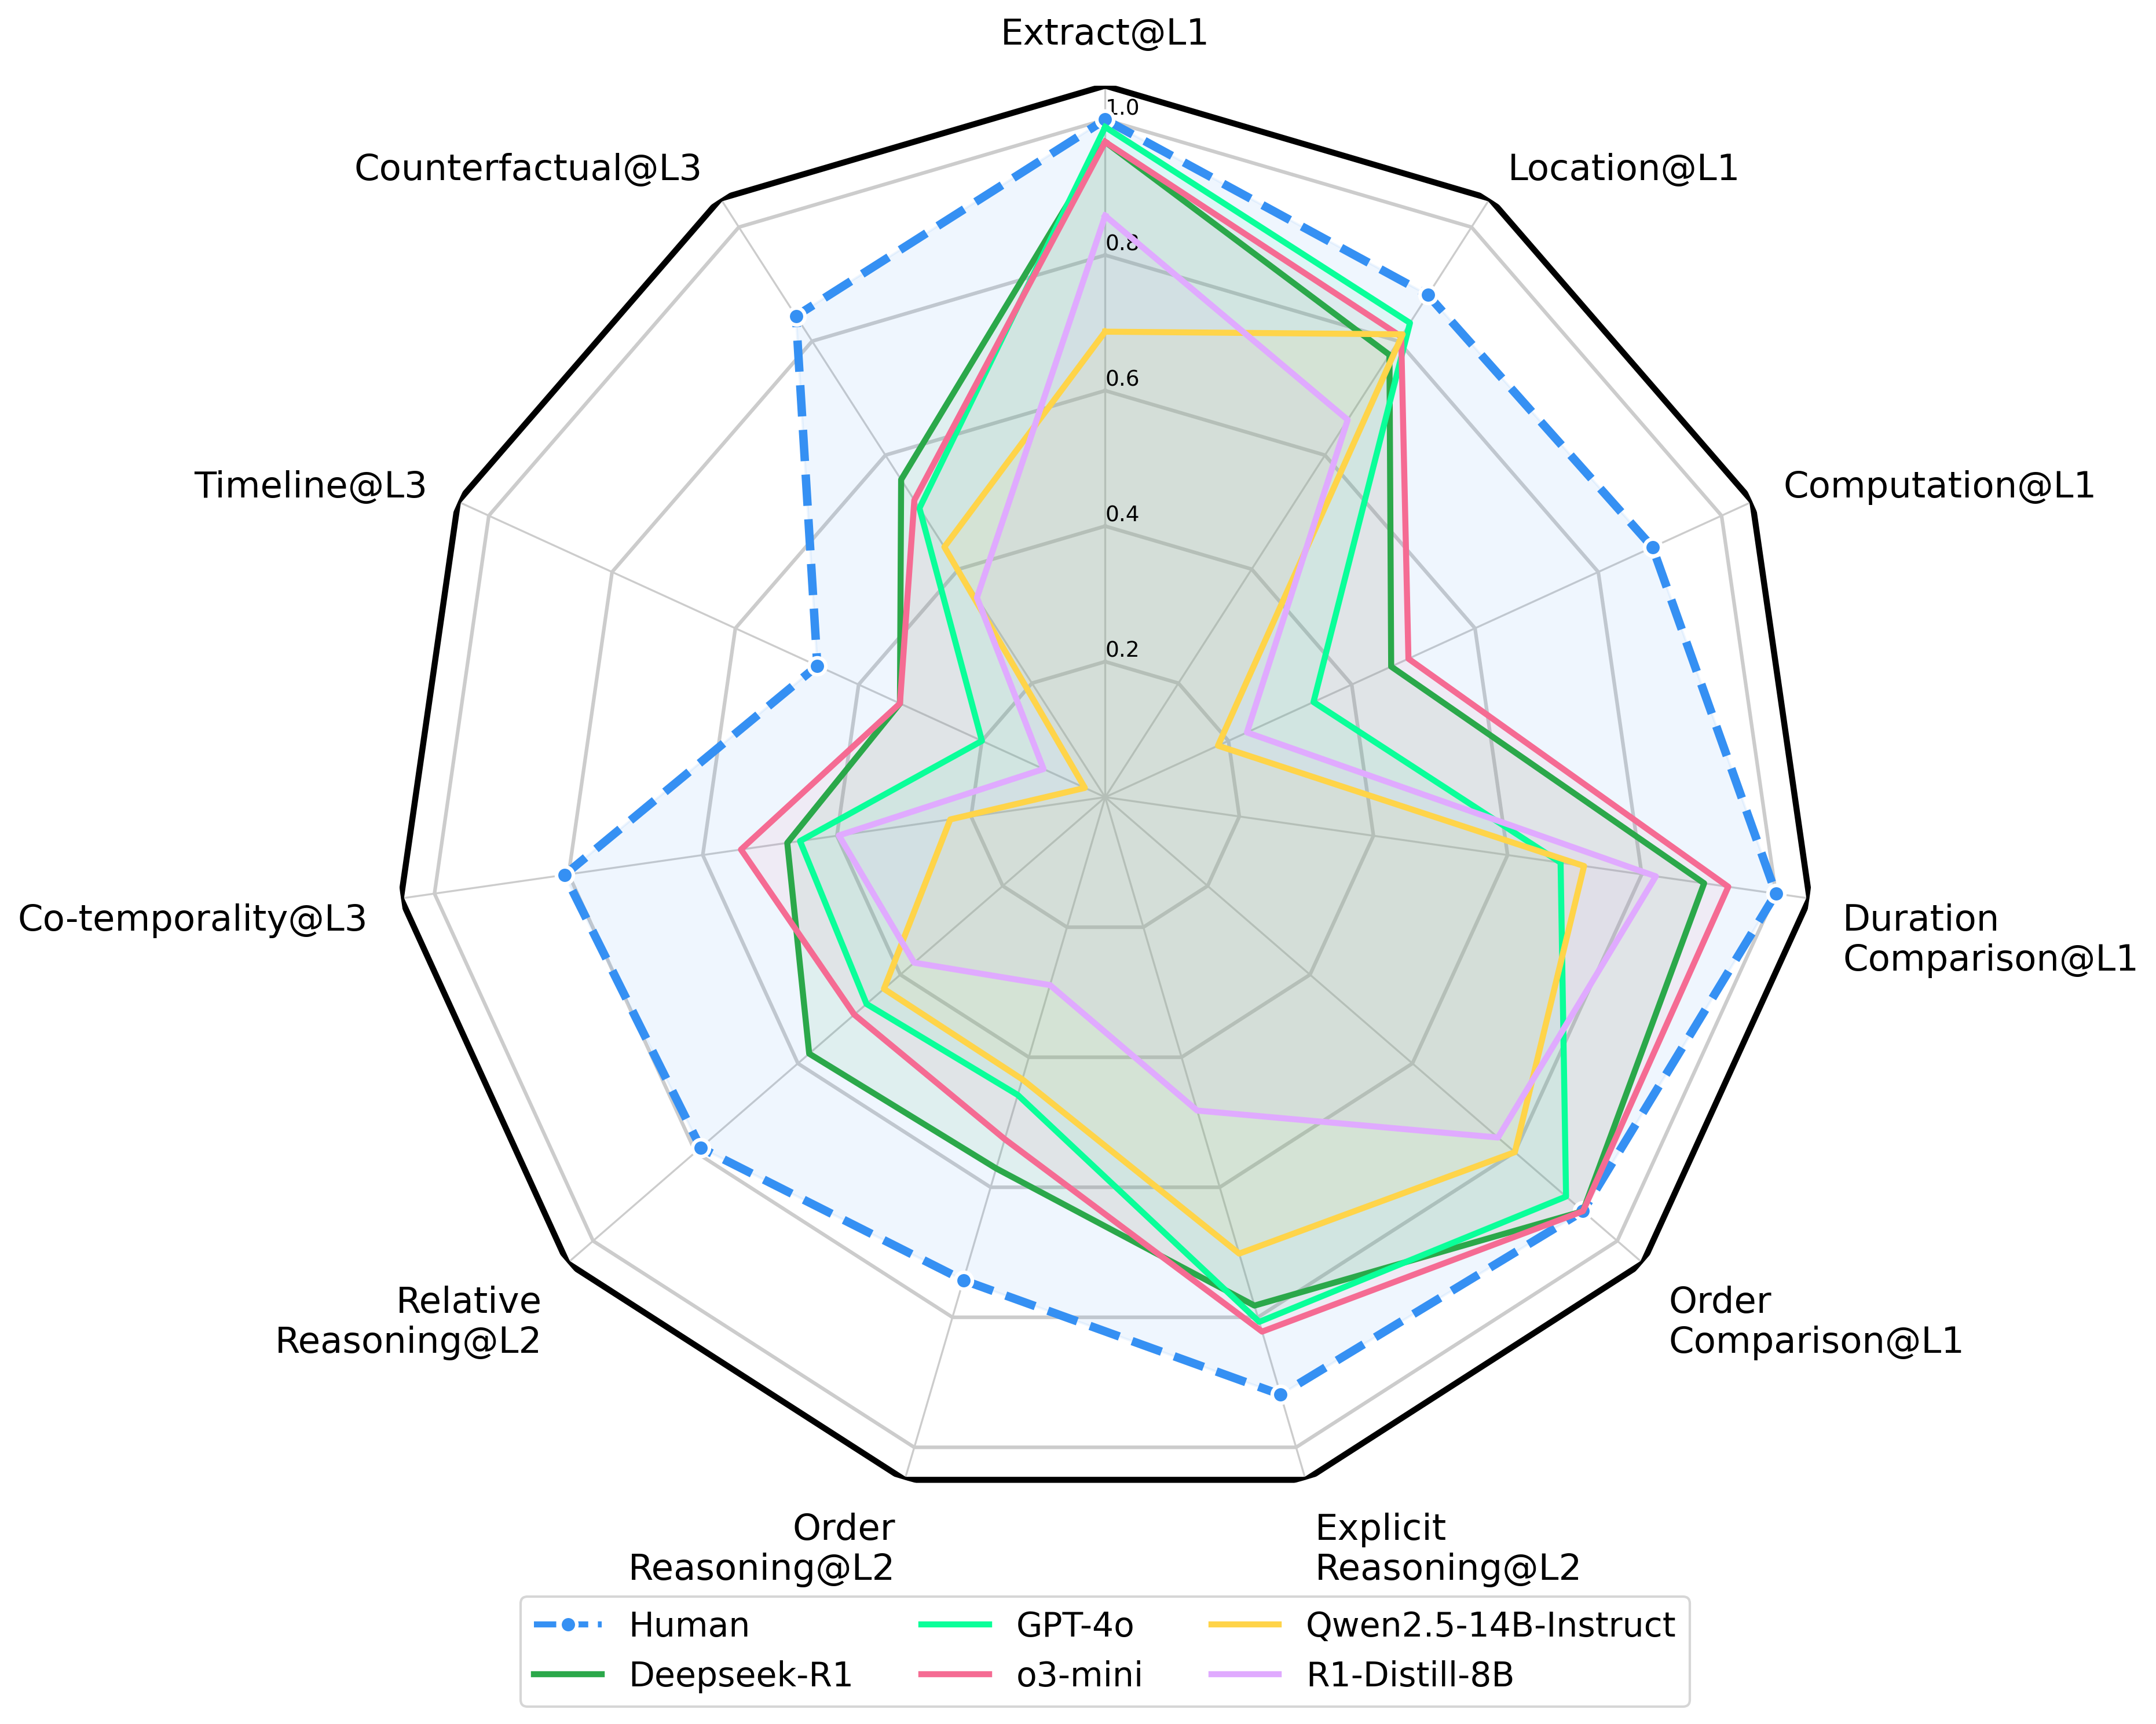 Extract@L1
Counterfactual@L3
Location@L1
Timeline@L3
Computation@L1
1.0
0.8
0.6
0.4
0.2
Co-temporality@L3
Duration
Comparison@L1
Relative
Reasoning@L2
Order
Comparison@L1
Order
Reasoning@L2
Explicit
Reasoning@L2
Human
GPT-4o
Qwen2.5-14B-Instruct
Deepseek-R1
o3-mini
R1-Distill-8B